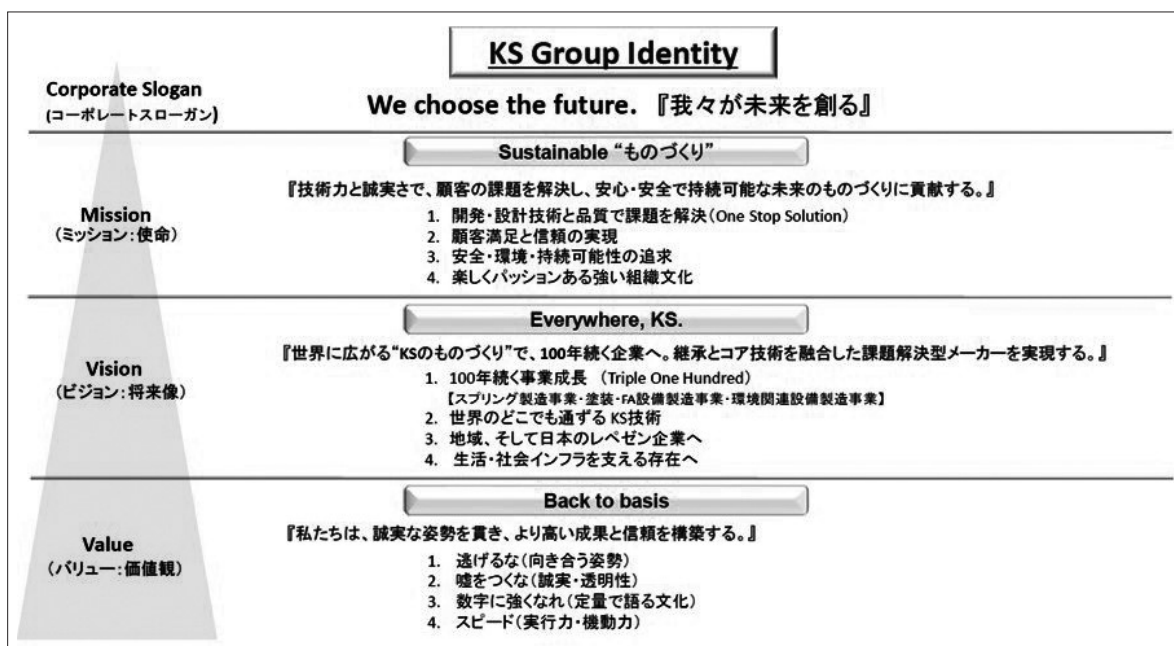 KS Group Identity
Corporate Slogan
(コーポレートスローガン)
We choose the future. 『我々が未来を創る』
Sustainable “ものづくり”
Mission
(ミッション:使命)
『技術力と誠実さで、顧客の課題を解決し、安心・安全で持続可能な未来のものづくりに貢献する。』
1. 開発・設計技術と品質で課題を解決(One Stop Solution)
2. 顧客満足と信頼の実現
3. 安全・環境・持続可能性の追求
4. 楽しくパッションある強い組織文化
Everywhere, KS.
Vision
(ビジョン:将来像)
『世界に広がる“KSのものづくり”で、100年続く企業へ。継承とコア技術を融合した課題解決型メーカーを実現する。』
1. 100年続く事業成長 (Triple One Hundred)
【スプリング製造事業・塗装・FA設備製造事業・環境関連設備製造事業】
2. 世界のどこでも通ずる KS技術
3. 地域、そして日本のレペゼン企業へ
4. 生活・社会インフラを支える存在へ
Back to basis
Value
(バリュー:価値観)
『私たちは、誠実な姿勢を貫き、より高い成果と信頼を構築する。』
1. 逃げるな(向き合う姿勢)
2. 嘘をつくな(誠実・透明性)
3. 数字に強くなれ(定量で語る文化)
4. スピード(実行力・機動力)